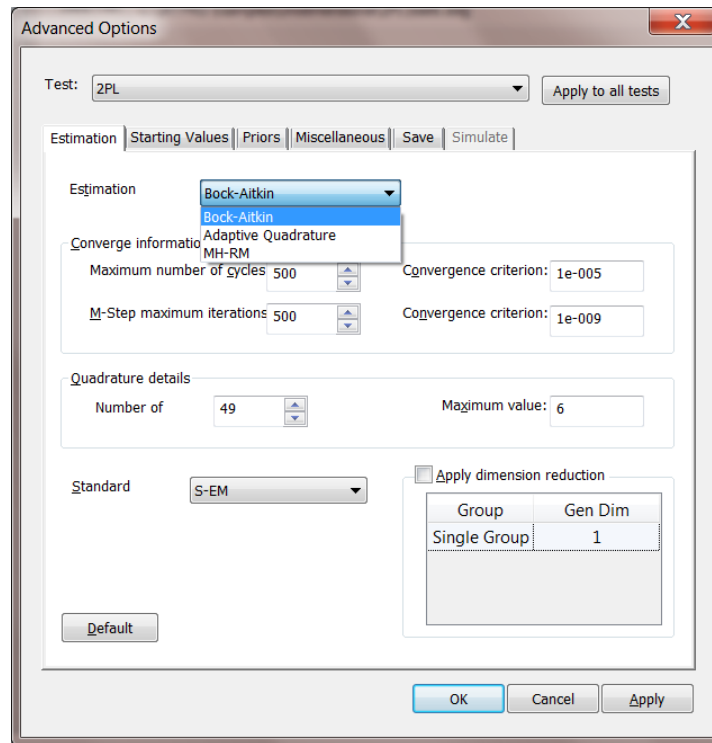 Advanced Options
X
Test: 2PL Apply to all tests
Estimation Starting Values Priors Miscellaneous Save Simulate
Estimation Bock-Aitkin
Bock-Aitkin
Adaptive Quadrature
MH-RM
Converge informatio
Maximum number of cycles 500 Convergence criterion: 1e-005
M-Step maximum iterations 500 Convergence criterion: 1e-009
Quadrature details
Number of 49 Maximum value: 6
Standard S-EM
Apply dimension reduction
Group Gen Dim
Single Group 1
Default
OK Cancel Apply